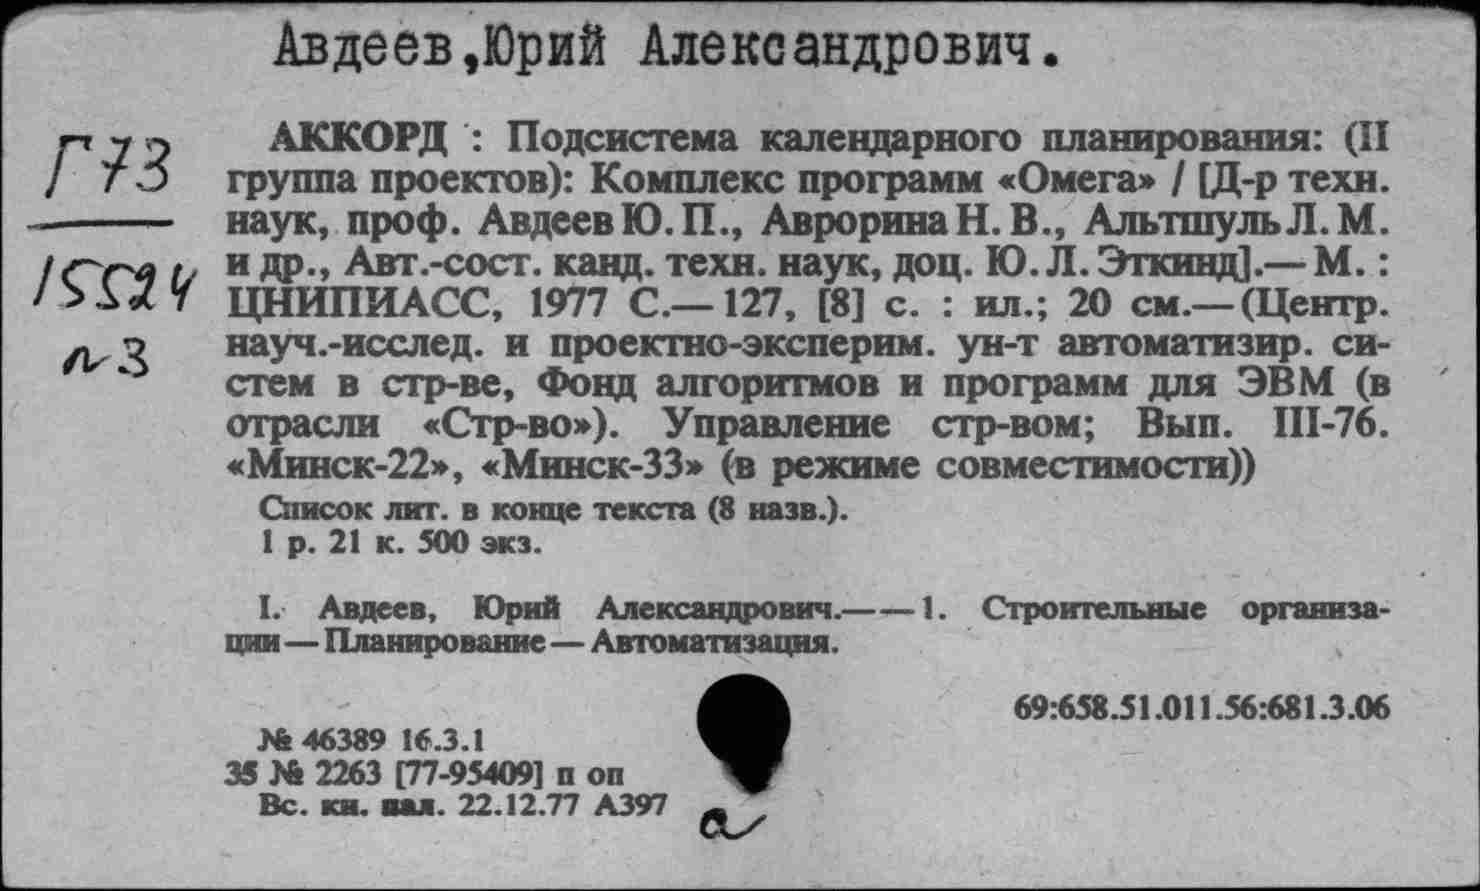 Авдеев,Юрий Александрович.
Г73
15524
АККОРД : Подсистема календарного планирования: (II
группа проектов): Комплекс программ «Омега» / [Д-р техн.
наук, проф. Авдеев Ю. П., Аврорина Н. В., Альтшуль Л. М.
и др., Авт.-сост. канд. техн. наук, доц. Ю. Л. Эткинд].— М. :
ЦНИПИАСС, 1977 С.— 127, [8] с. : ил.; 20 см.— (Центр.
науч.-исслед. и проектно-эксперим. ун-т автоматизир. си-
стем в стр-ве, Фонд алгоритмов и программ для ЭВМ (в
отрасли «Стр-во»). Управление стр-вом; Вып. III-76.
«Минск-22», «Минск-33» (в режиме совместимости))
Список лит. в конце текста (8 назв.).
1 р. 21 к. 500 экз.
I. Авдеев, Юрий Александрович.— — 1. Строительные организа-
ции — Планирование — Автоматизация.
69:658.51.011.56:681.3.06
№ 46389 16.3.1
35 № 2263 [77-95409] п оп
Вс. кн. пал. 22.12.77 А397